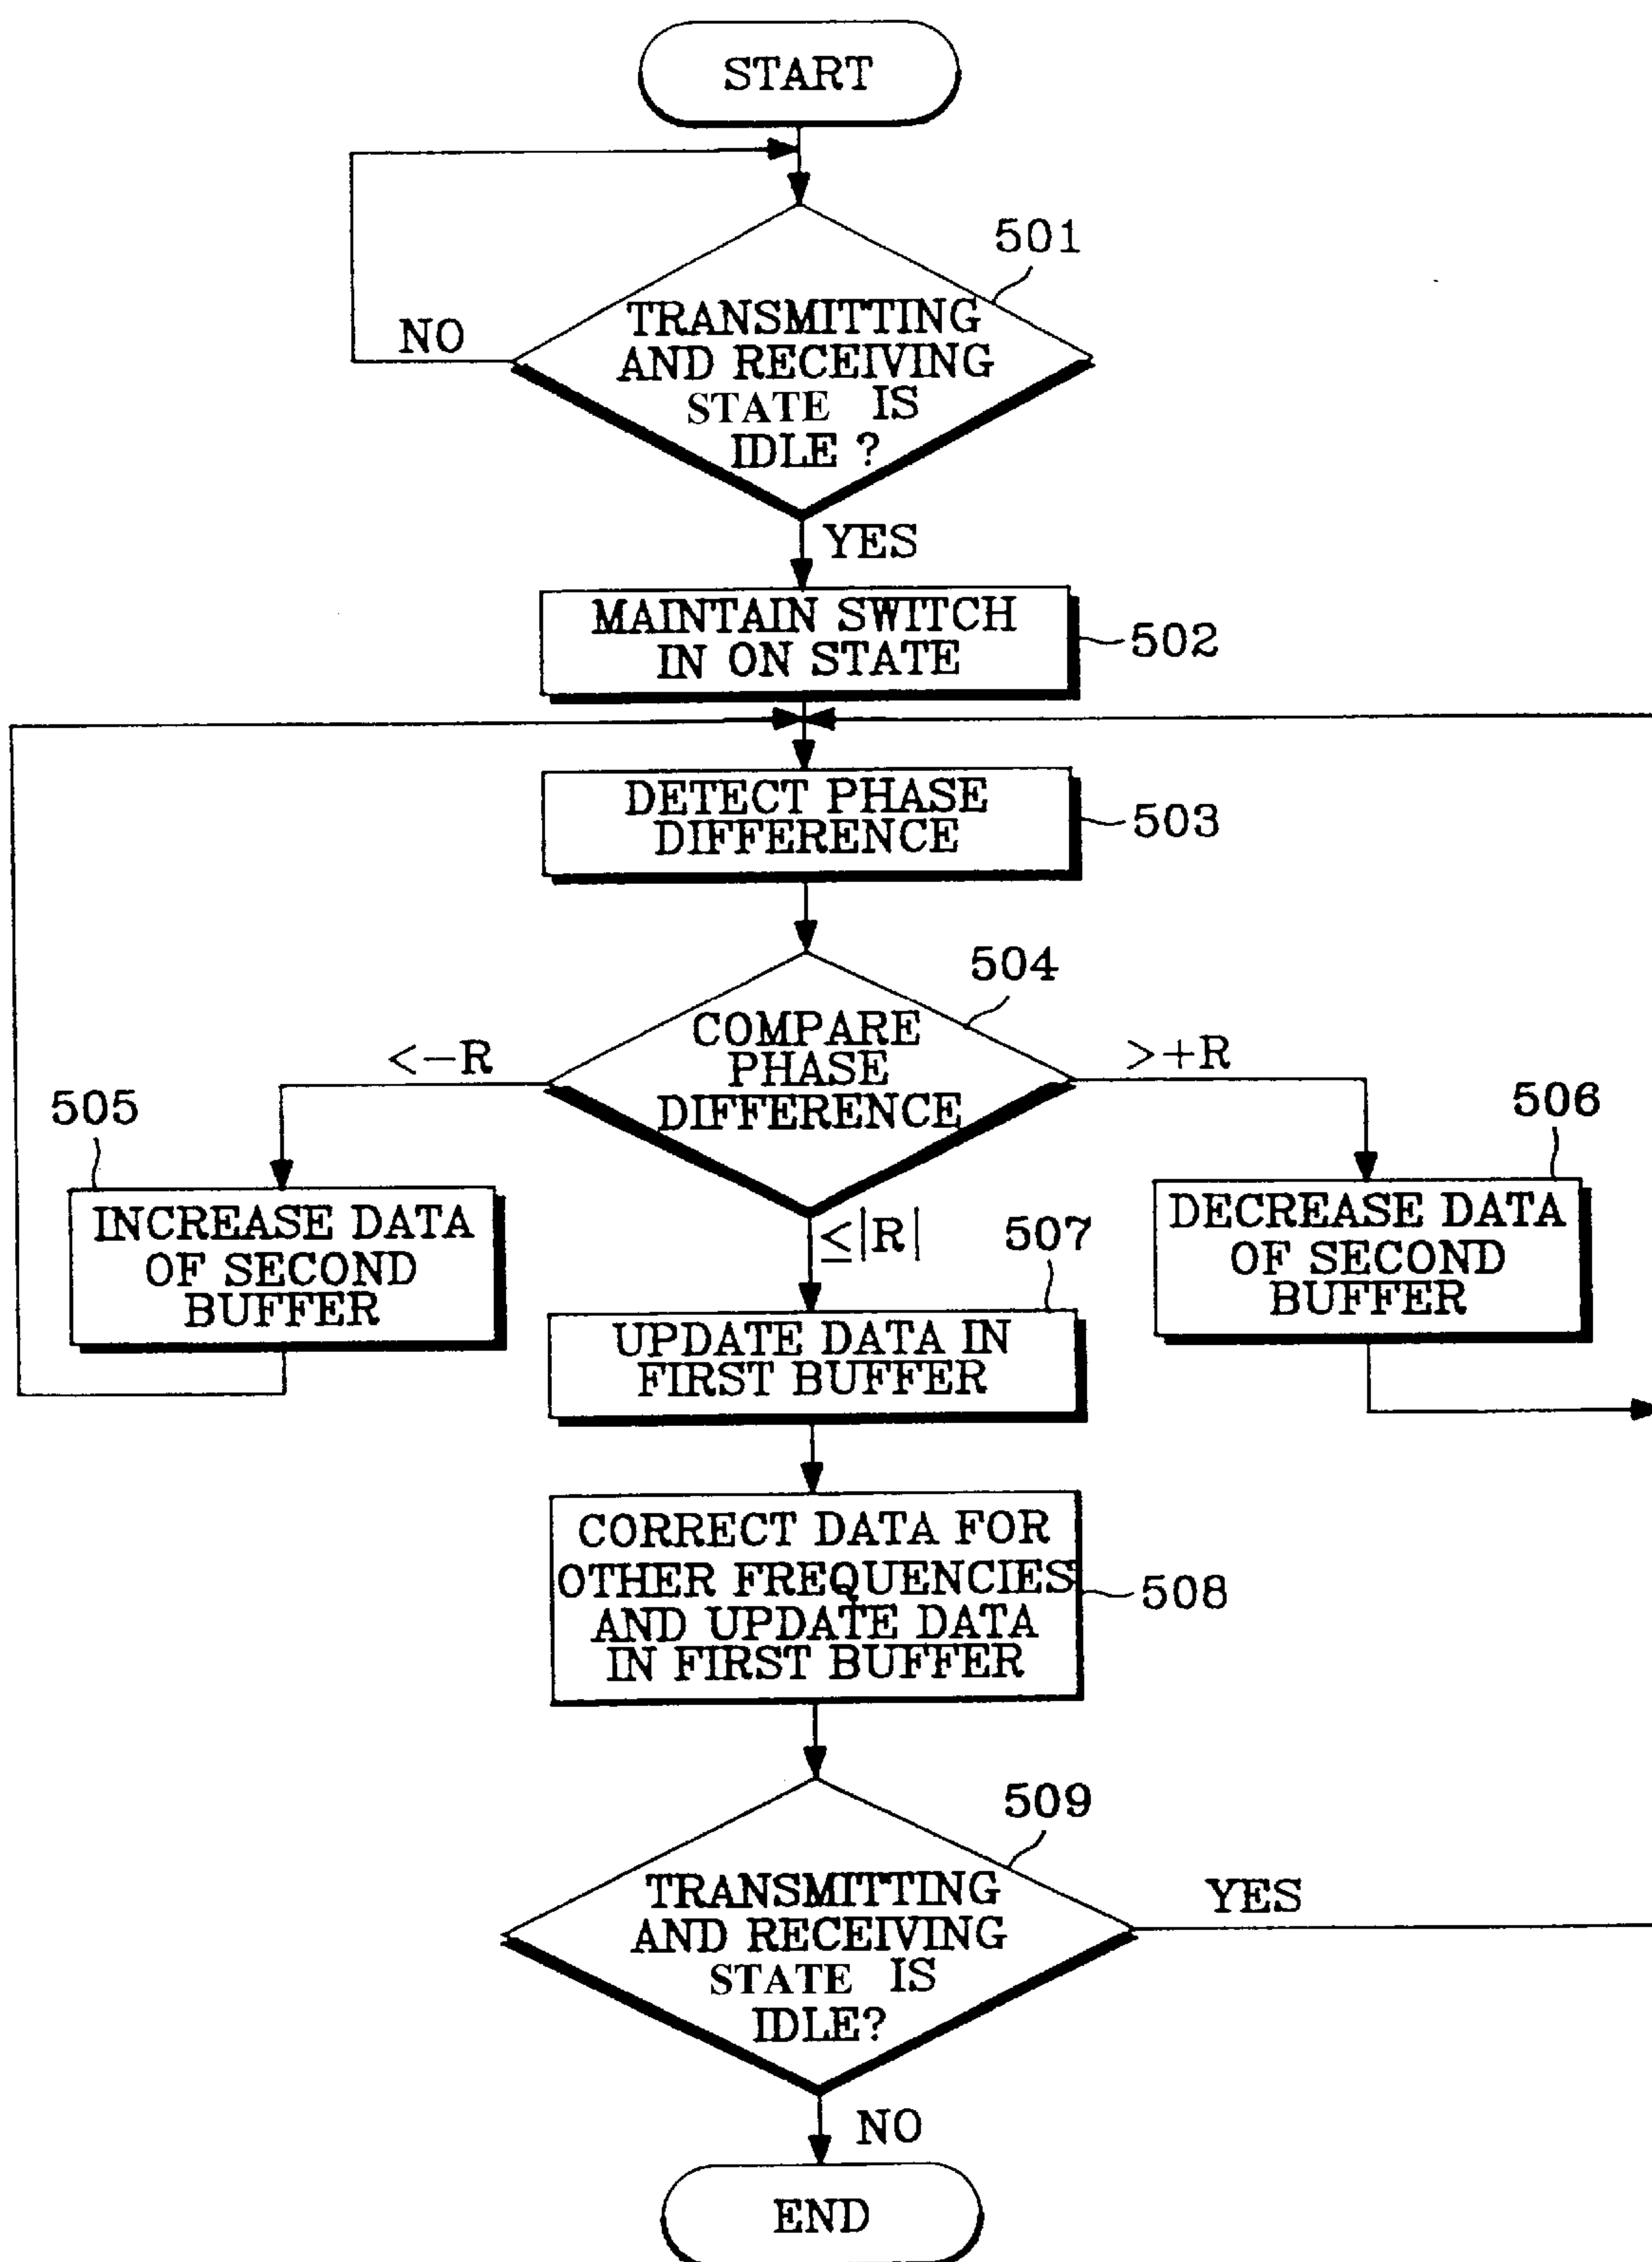 START
501
TRANSMITTING
AND RECEIVING
STATE IS
IDLE ?
NO
YES
MAINTAIN SWITCH
IN ON STATE
502
DETECT PHASE
DIFFERENCE
503
504
COMPARE
PHASE
DIFFERENCE
<-R
>+R
505
INCREASE DATA
OF SECOND
BUFFER
506
DECREASE DATA
OF SECOND
BUFFER
≤|R|
507
UPDATE DATA IN
FIRST BUFFER
CORRECT DATA FOR
OTHER FREQUENCIES
AND UPDATE DATA
IN FIRST BUFFER
508
509
TRANSMITTING
AND RECEIVING
STATE IS
IDLE?
YES
NO
END